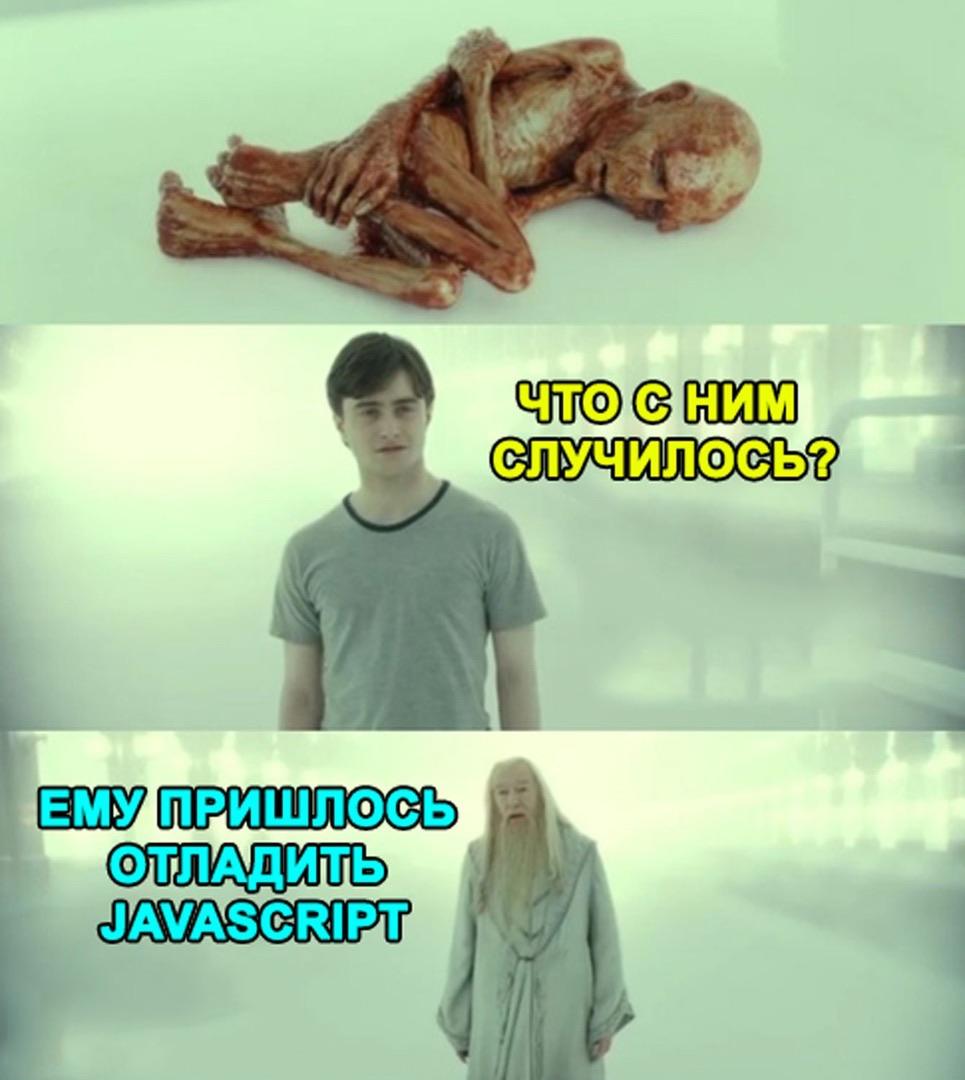 ЧТО С НИМ
СЛУЧИЛОСЬ?
ЕМУ ПРИШЛОСЬ
ОТЛАДИТЬ
JAVASCRIPT